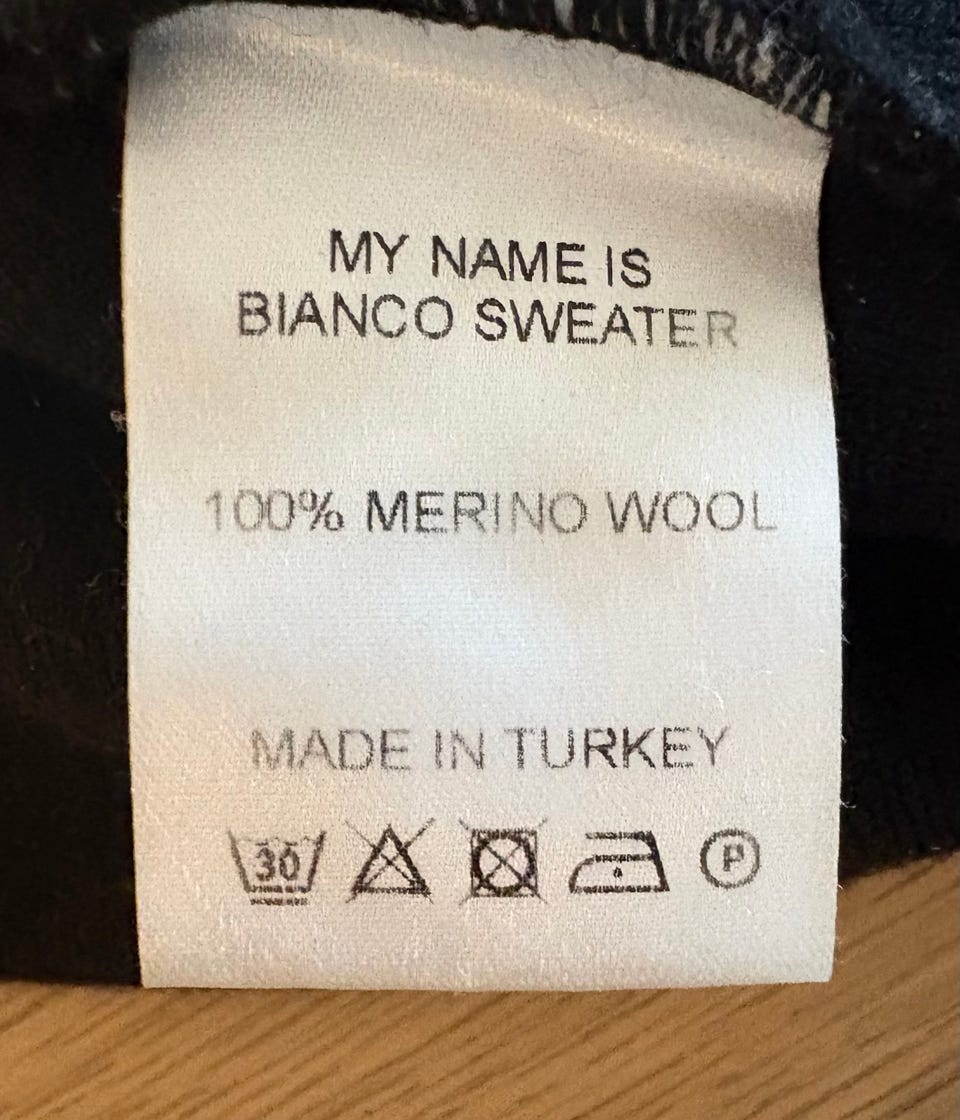 MY NAME IS
BIANCO SWEATER
100% MERINO WOOL
MADE IN TURKEY
30 P